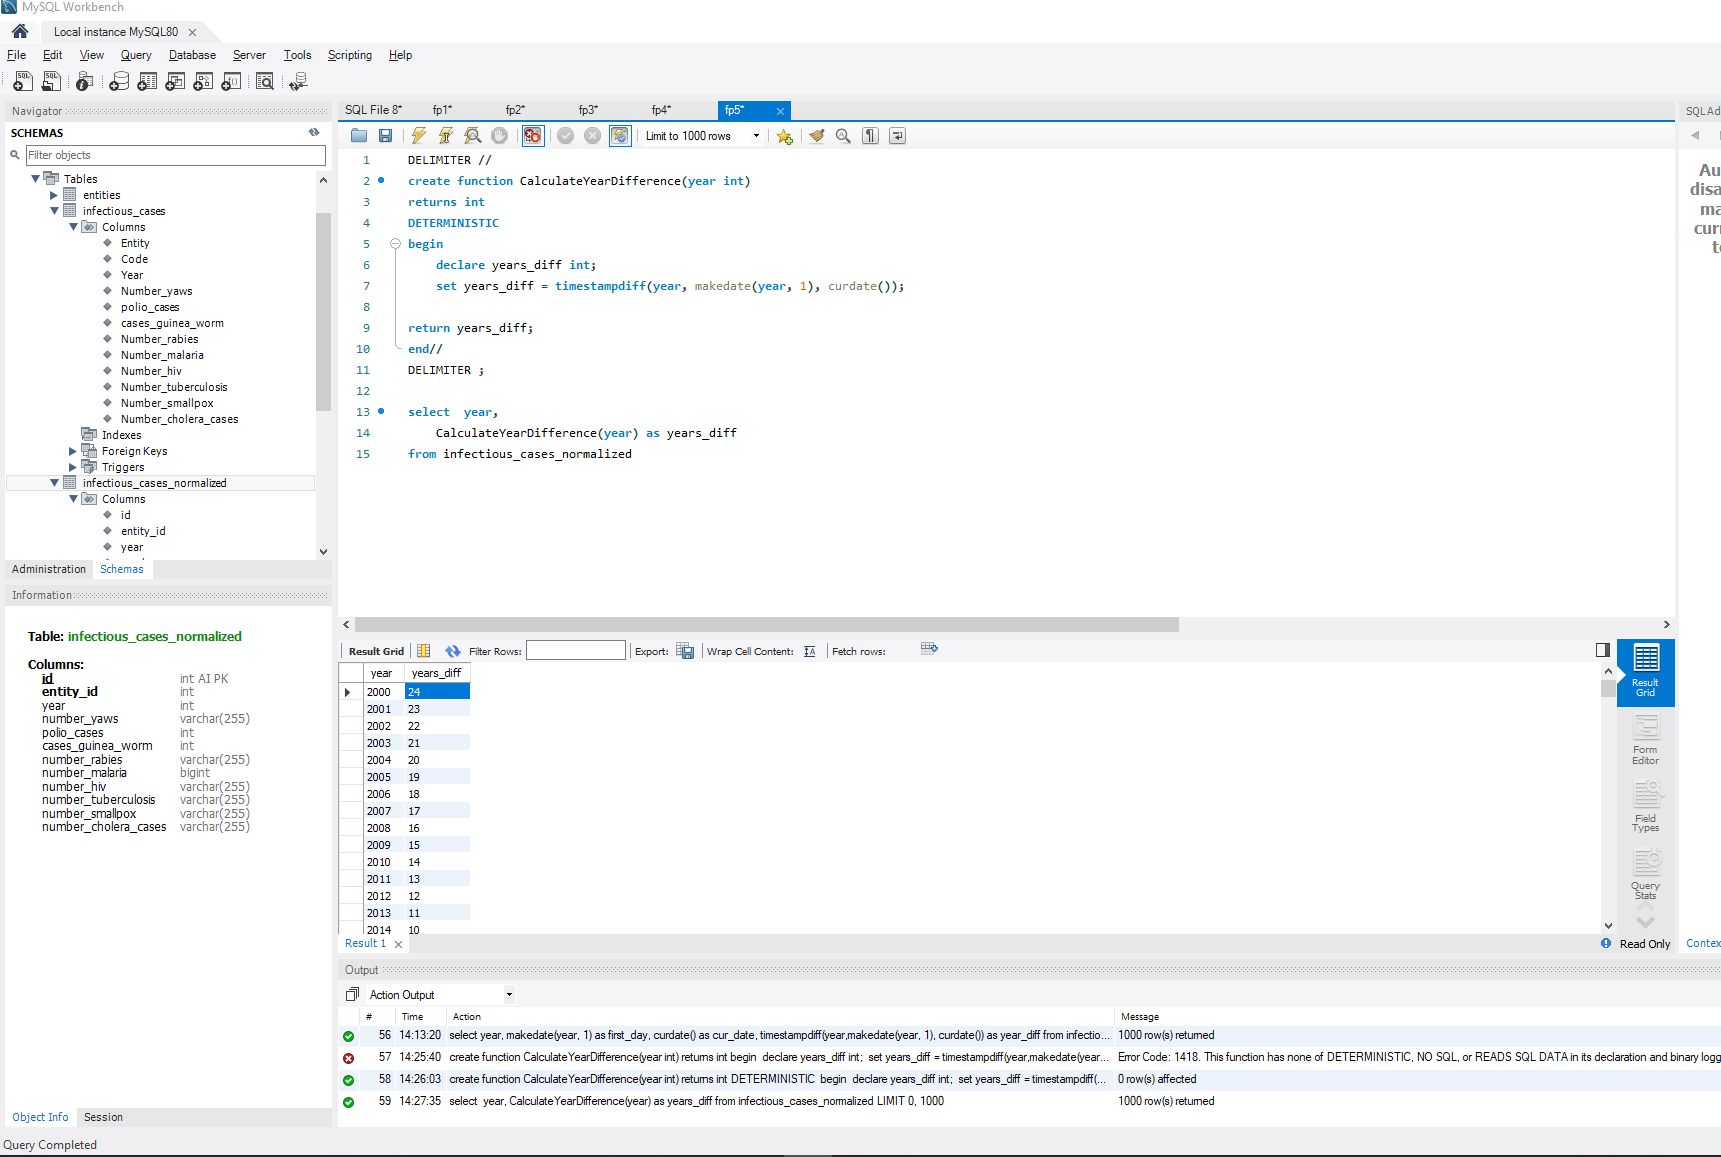 MySQL Workbench
Local instance MySQL80
File Edit View Query Database Server Tools Scripting Help
Navigator
SCHEMAS
Filter objects
Tables
entities
infectious_cases
Columns
Entity
Code
Year
Number_yaws
polio_cases
cases_guinea_worm
Number_rabies
Number_malaria
Number_hiv
Number_tuberculosis
Number_smallpox
Number_cholera_cases
Indexes
Foreign Keys
Triggers
infectious_cases_normalized
Columns
id
entity_id
year
Administration Schemas
Information
Table: infectious_cases_normalized
Columns:
id int AI PK
entity_id int
year int
number_yaws varchar(255)
polio_cases int
cases_guinea_worm int
number_rabies varchar(255)
number_malaria bigint
number_hiv varchar(255)
number_tuberculosis varchar(255)
number_smallpox varchar(255)
number_cholera_cases varchar(255)
Object Info Session
Query Completed
SQL File 8* fp1* fp2* fp3* fp4* fp5*
Limit to 1000 rows
1 DELIMITER //
2 create function CalculateYearDifference(year int)
3 returns int
4 DETERMINISTIC
5 begin
6 declare years_diff int;
7 set years_diff = timestampdiff(year, makedate(year, 1), curdate());
8
9 return years_diff;
10 end//
11 DELIMITER ;
12
13 select  year,
14 CalculateYearDifference(year) as years_diff
15 from infectious_cases_normalized
Result Grid Filter Rows: Export: Wrap Cell Content: Fetch rows:
year years_diff
2000 24
2001 23
2002 22
2003 21
2004 20
2005 19
2006 18
2007 17
2008 16
2009 15
2010 14
2011 13
2012 12
2013 11
2014 10
Result Grid
Form Editor
Field Types
Query Stats
Result 1
Read Only
Output
Action Output
# Time Action Message
56 14:13:20 select year, makedate(year, 1) as first_day, curdate() as cur_date, timestampdiff(year,makedate(year, 1), curdate()) as year_diff from infectio... 1000 row(s) returned
57 14:25:40 create function CalculateYearDifference(year int) returns int begin  declare years_diff int;  set years_diff = timestampdiff(year,makedate(year... Error Code: 1418. This function has none of DETERMINISTIC, NO SQL, or READS SQL DATA in its declaration and binary logg
58 14:26:03 create function CalculateYearDifference(year int) returns int DETERMINISTIC  begin  declare years_diff int;  set years_diff = timestampdiff(... 0 row(s) affected
59 14:27:35 select  year, CalculateYearDifference(year) as years_diff from infectious_cases_normalized LIMIT 0, 1000 1000 row(s) returned
SQLAd
Au
disa
ma
curr
t
Contex